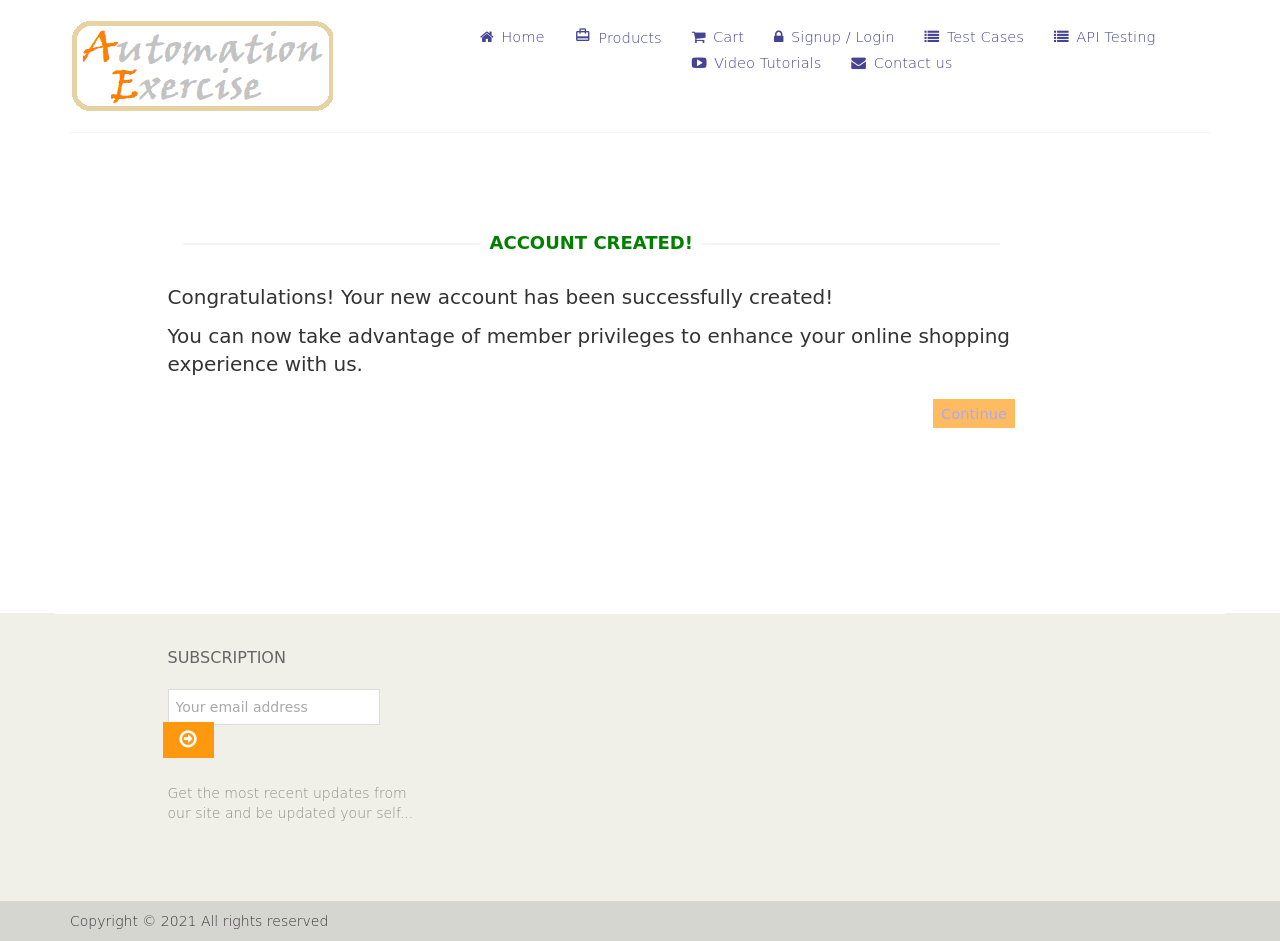 Automation
Exercise
Home
Products
Cart
Signup / Login
Test Cases
API Testing
Video Tutorials
Contact us
ACCOUNT CREATED!
Congratulations! Your new account has been successfully created!
You can now take advantage of member privileges to enhance your online shopping
experience with us.
Continue
SUBSCRIPTION
Your email address
Get the most recent updates from
our site and be updated your self...
Copyright © 2021 All rights reserved